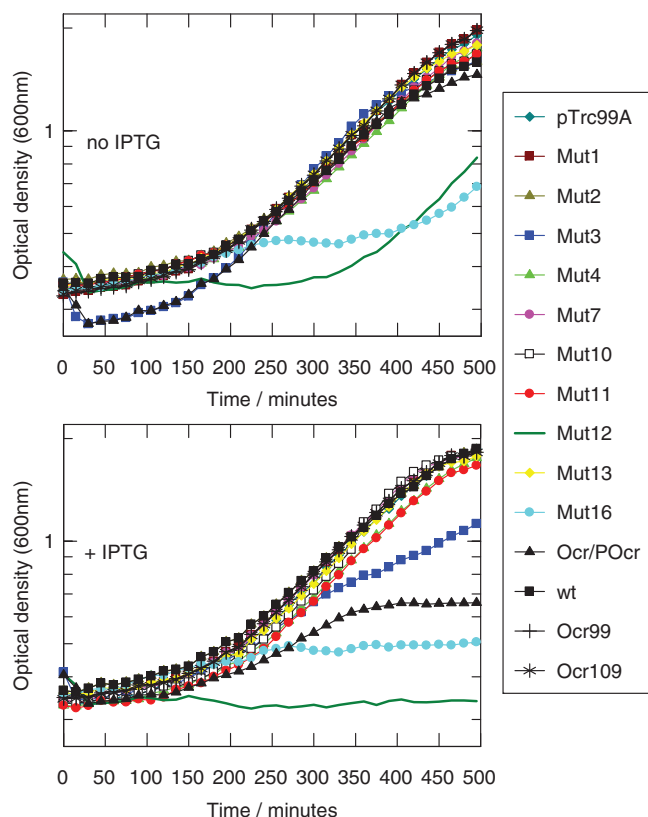 Optical density (600nm)
1
no IPTG
0 50 100 150 200 250 300 350 400 450 500
Time / minutes
Optical density (600nm)
1
+ IPTG
0 50 100 150 200 250 300 350 400 450 500
Time / minutes
pTrc99A
Mut1
Mut2
Mut3
Mut4
Mut7
Mut10
Mut11
Mut12
Mut13
Mut16
Ocr/POcr
wt
Ocr99
Ocr109